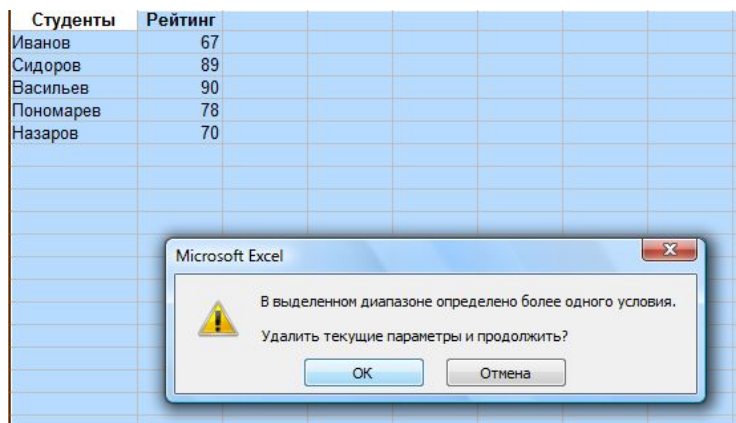 Студенты Рейтинг
Иванов 67
Сидоров 89
Васильев 90
Пономарев 78
Назаров 70
Microsoft Excel
В выделенном диапазоне определено более одного условия.
Удалить текущие параметры и продолжить?
ОК Отмена